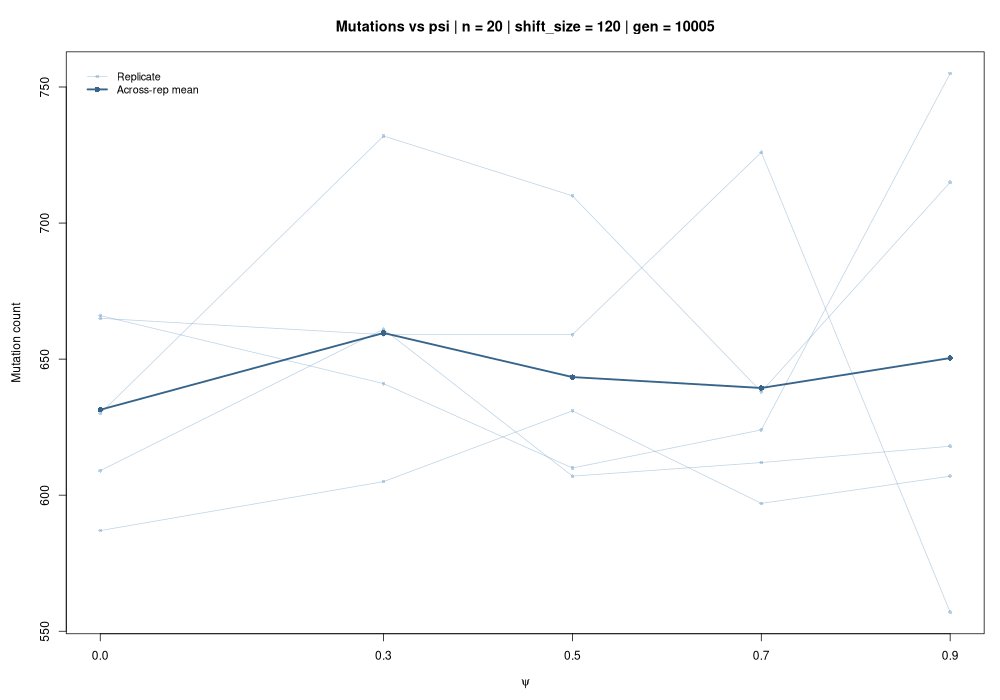 Mutations vs psi | n = 20 | shift_size = 120 | gen = 10005
Replicate
Across-rep mean
Mutation count
750
700
650
600
550
0.0 0.3 0.5 0.7 0.9
ψ